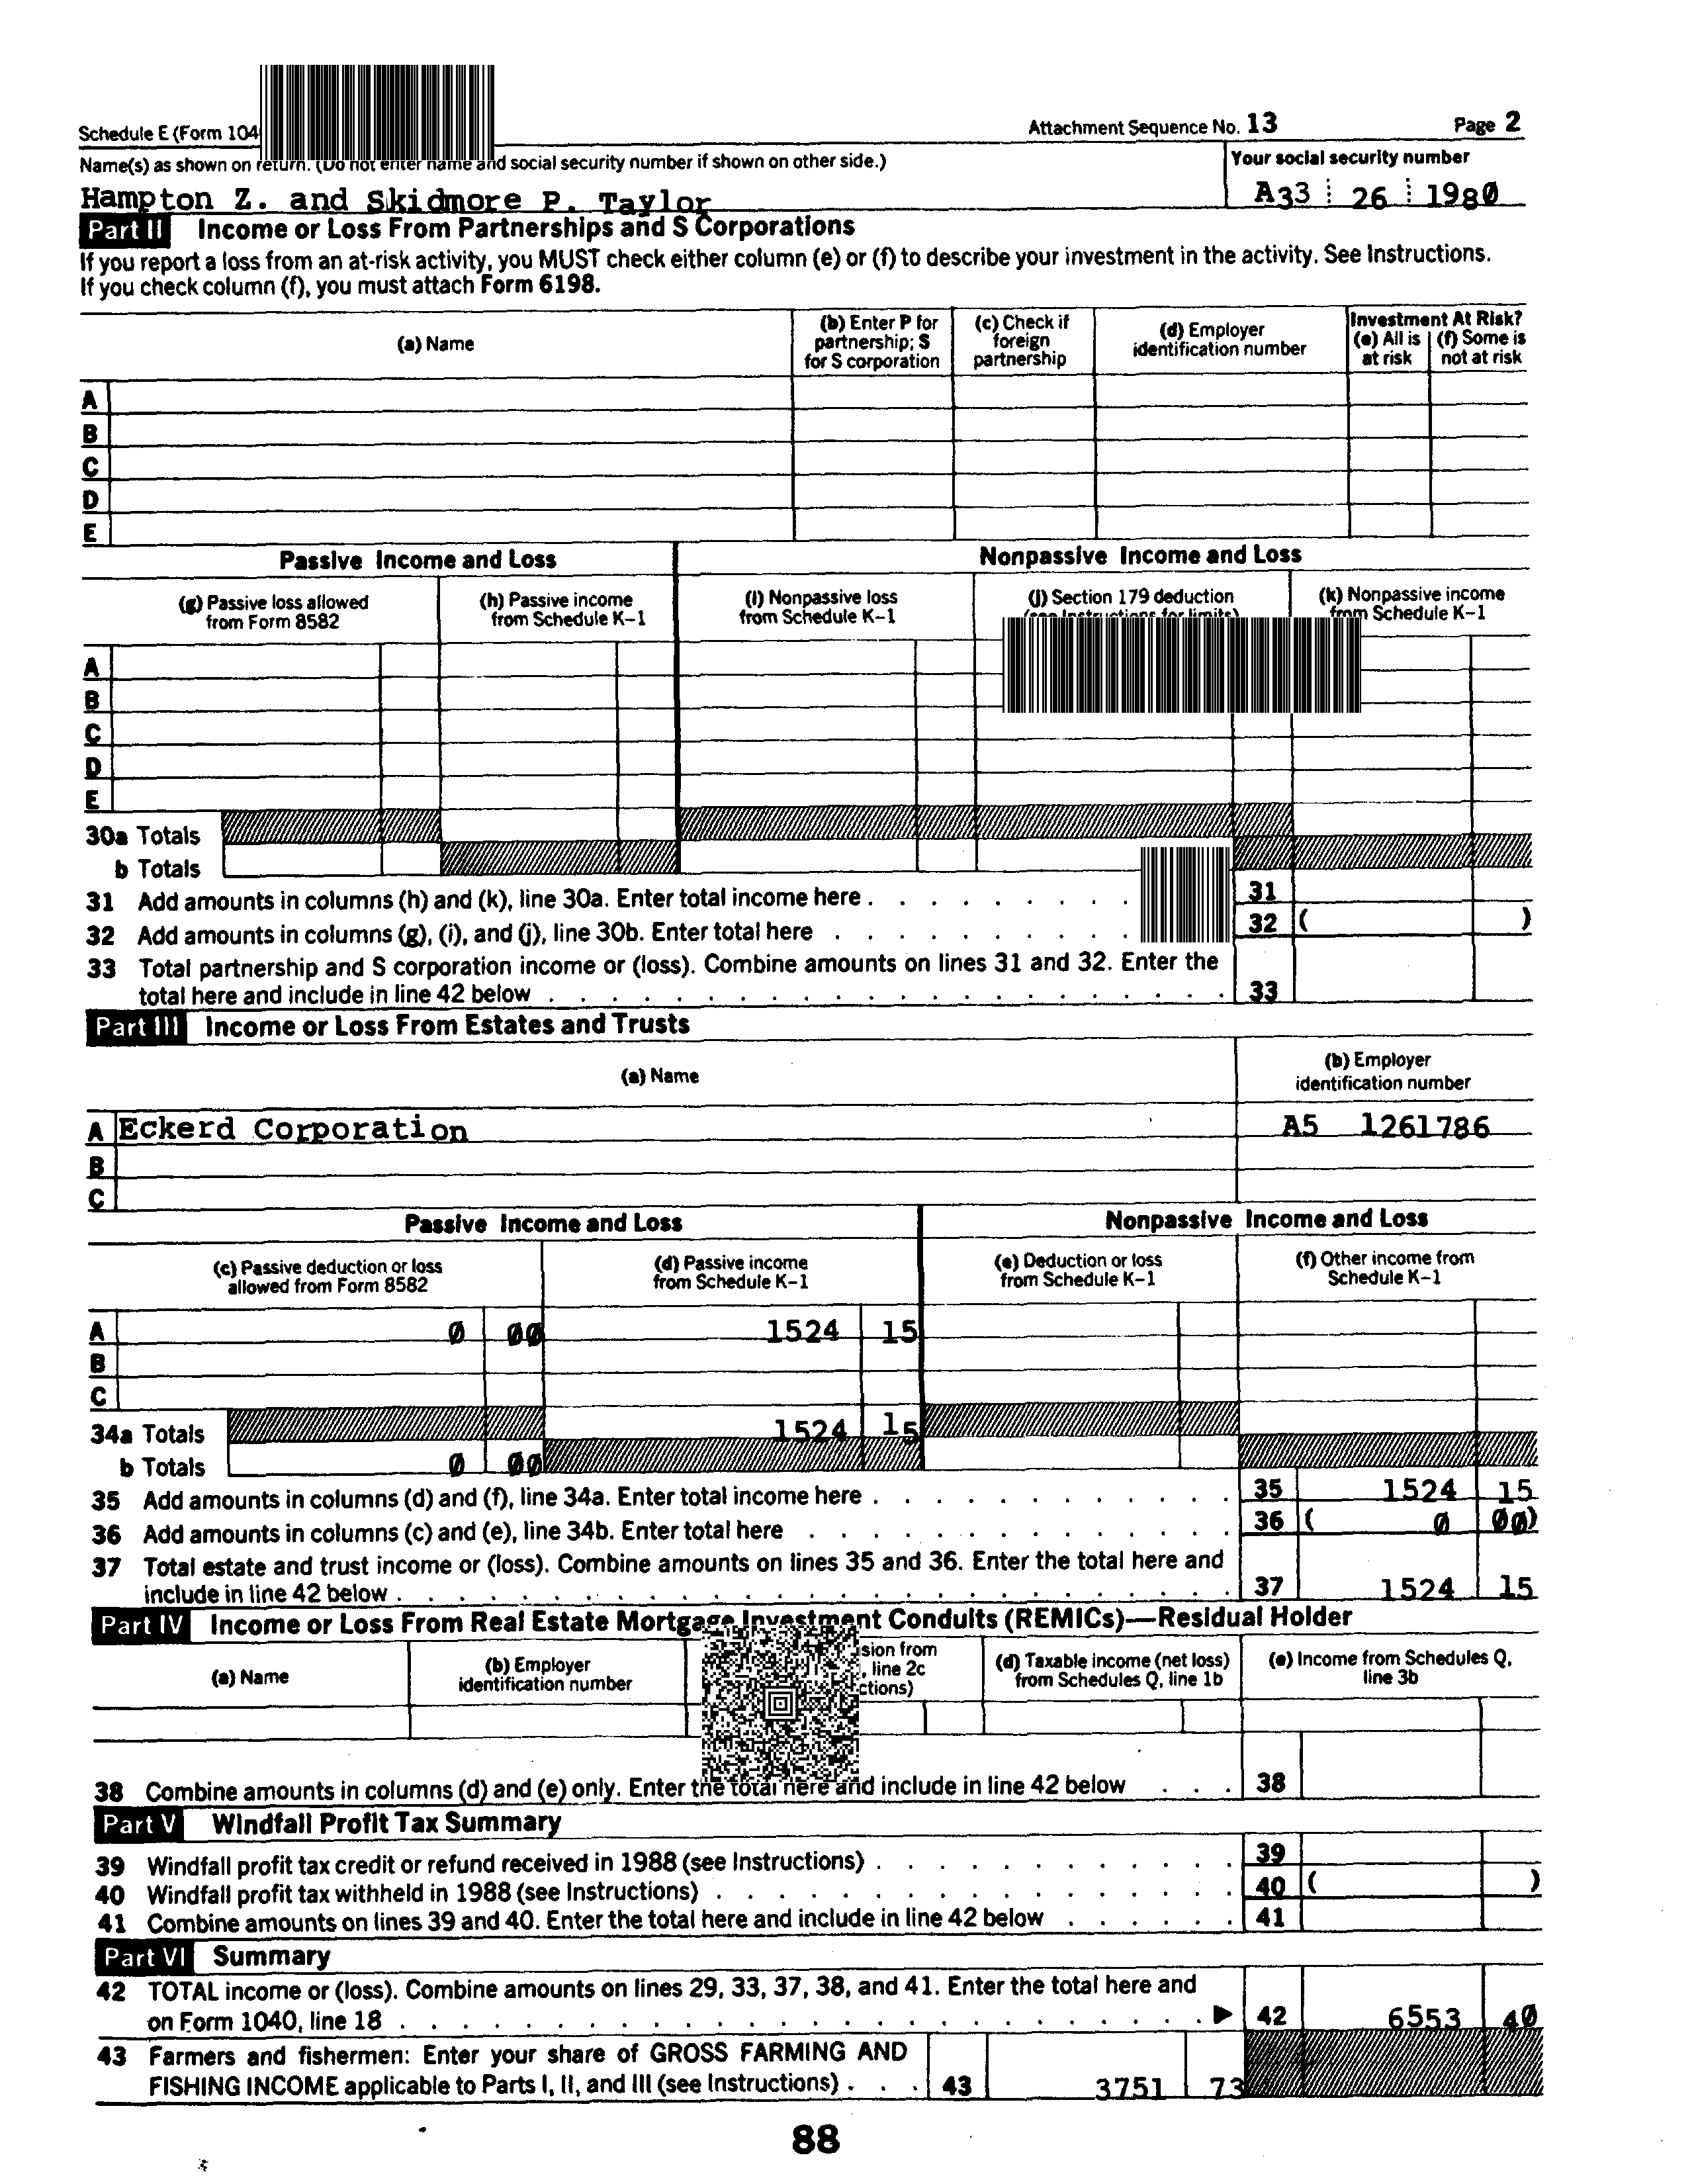 Schedule E (Form 104
Attachment Sequence No. 13
Page 2
Name(s) as shown on return. (Do not enter name and social security number if shown on other side.)
Your social security number
Hampton Z. and Skidmore P. Taylor
A33 26 1980
Part II Income or Loss From Partnerships and S Corporations
If you report a loss from an at-risk activity, you MUST check either column (e) or (f) to describe your investment in the activity. See Instructions.
If you check column (f), you must attach Form 6198.
(a) Name
(b) Enter P for partnership; S for S corporation
(c) Check if foreign partnership
(d) Employer identification number
Investment At Risk?
(e) All is at risk
(f) Some is not at risk
A
B
C
D
E
Passive Income and Loss
Nonpassive Income and Loss
(g) Passive loss allowed from Form 8582
(h) Passive income from Schedule K-1
(i) Nonpassive loss from Schedule K-1
(j) Section 179 deduction (see Instructions for limits)
(k) Nonpassive income from Schedule K-1
A
B
C
D
E
30a Totals
b Totals
31 Add amounts in columns (h) and (k), line 30a. Enter total income here . . . . . . . . . 31
32 Add amounts in columns (g), (i), and (j), line 30b. Enter total here . . . . . . . . . . 32 ( )
33 Total partnership and S corporation income or (loss). Combine amounts on lines 31 and 32. Enter the
total here and include in line 42 below . . . . . . . . . . . . . . . . . . . . . . 33
Part III Income or Loss From Estates and Trusts
(a) Name
(b) Employer identification number
A Eckerd Corporation A5 1261786
B
C
Passive Income and Loss
Nonpassive Income and Loss
(c) Passive deduction or loss allowed from Form 8582
(d) Passive income from Schedule K-1
(e) Deduction or loss from Schedule K-1
(f) Other income from Schedule K-1
A 0 00 1524 15
B
C
34a Totals 1524 15
b Totals 0 00
35 Add amounts in columns (d) and (f), line 34a. Enter total income here . . . . . . . . . . . . 35 1524 15
36 Add amounts in columns (c) and (e), line 34b. Enter total here . . . . . . . . . . . . . . 36 ( 0 00)
37 Total estate and trust income or (loss). Combine amounts on lines 35 and 36. Enter the total here and
include in line 42 below . . . . . . . . . . . . . . . . . . . . . . . . . . . 37 1524 15
Part IV Income or Loss From Real Estate Mortgage Investment Conduits (REMICs)—Residual Holder
(a) Name
(b) Employer identification number
sion from
, line 2c
ctions)
(d) Taxable income (net loss) from Schedules Q, line 1b
(e) Income from Schedules Q, line 3b
38 Combine amounts in columns (d) and (e) only. Enter the total here and include in line 42 below . . . 38
Part V Windfall Profit Tax Summary
39 Windfall profit tax credit or refund received in 1988 (see Instructions) . . . . . . . . . . . . 39
40 Windfall profit tax withheld in 1988 (see Instructions) . . . . . . . . . . . . . . . . . 40 ( )
41 Combine amounts on lines 39 and 40. Enter the total here and include in line 42 below . . . . . . 41
Part VI Summary
42 TOTAL income or (loss). Combine amounts on lines 29, 33, 37, 38, and 41. Enter the total here and
on Form 1040, line 18 . . . . . . . . . . . . . . . . . . . . . . . . . . ▶ 42 6553 40
43 Farmers and fishermen: Enter your share of GROSS FARMING AND
FISHING INCOME applicable to Parts I, II, and III (see Instructions) . . . 43 3751 73
88